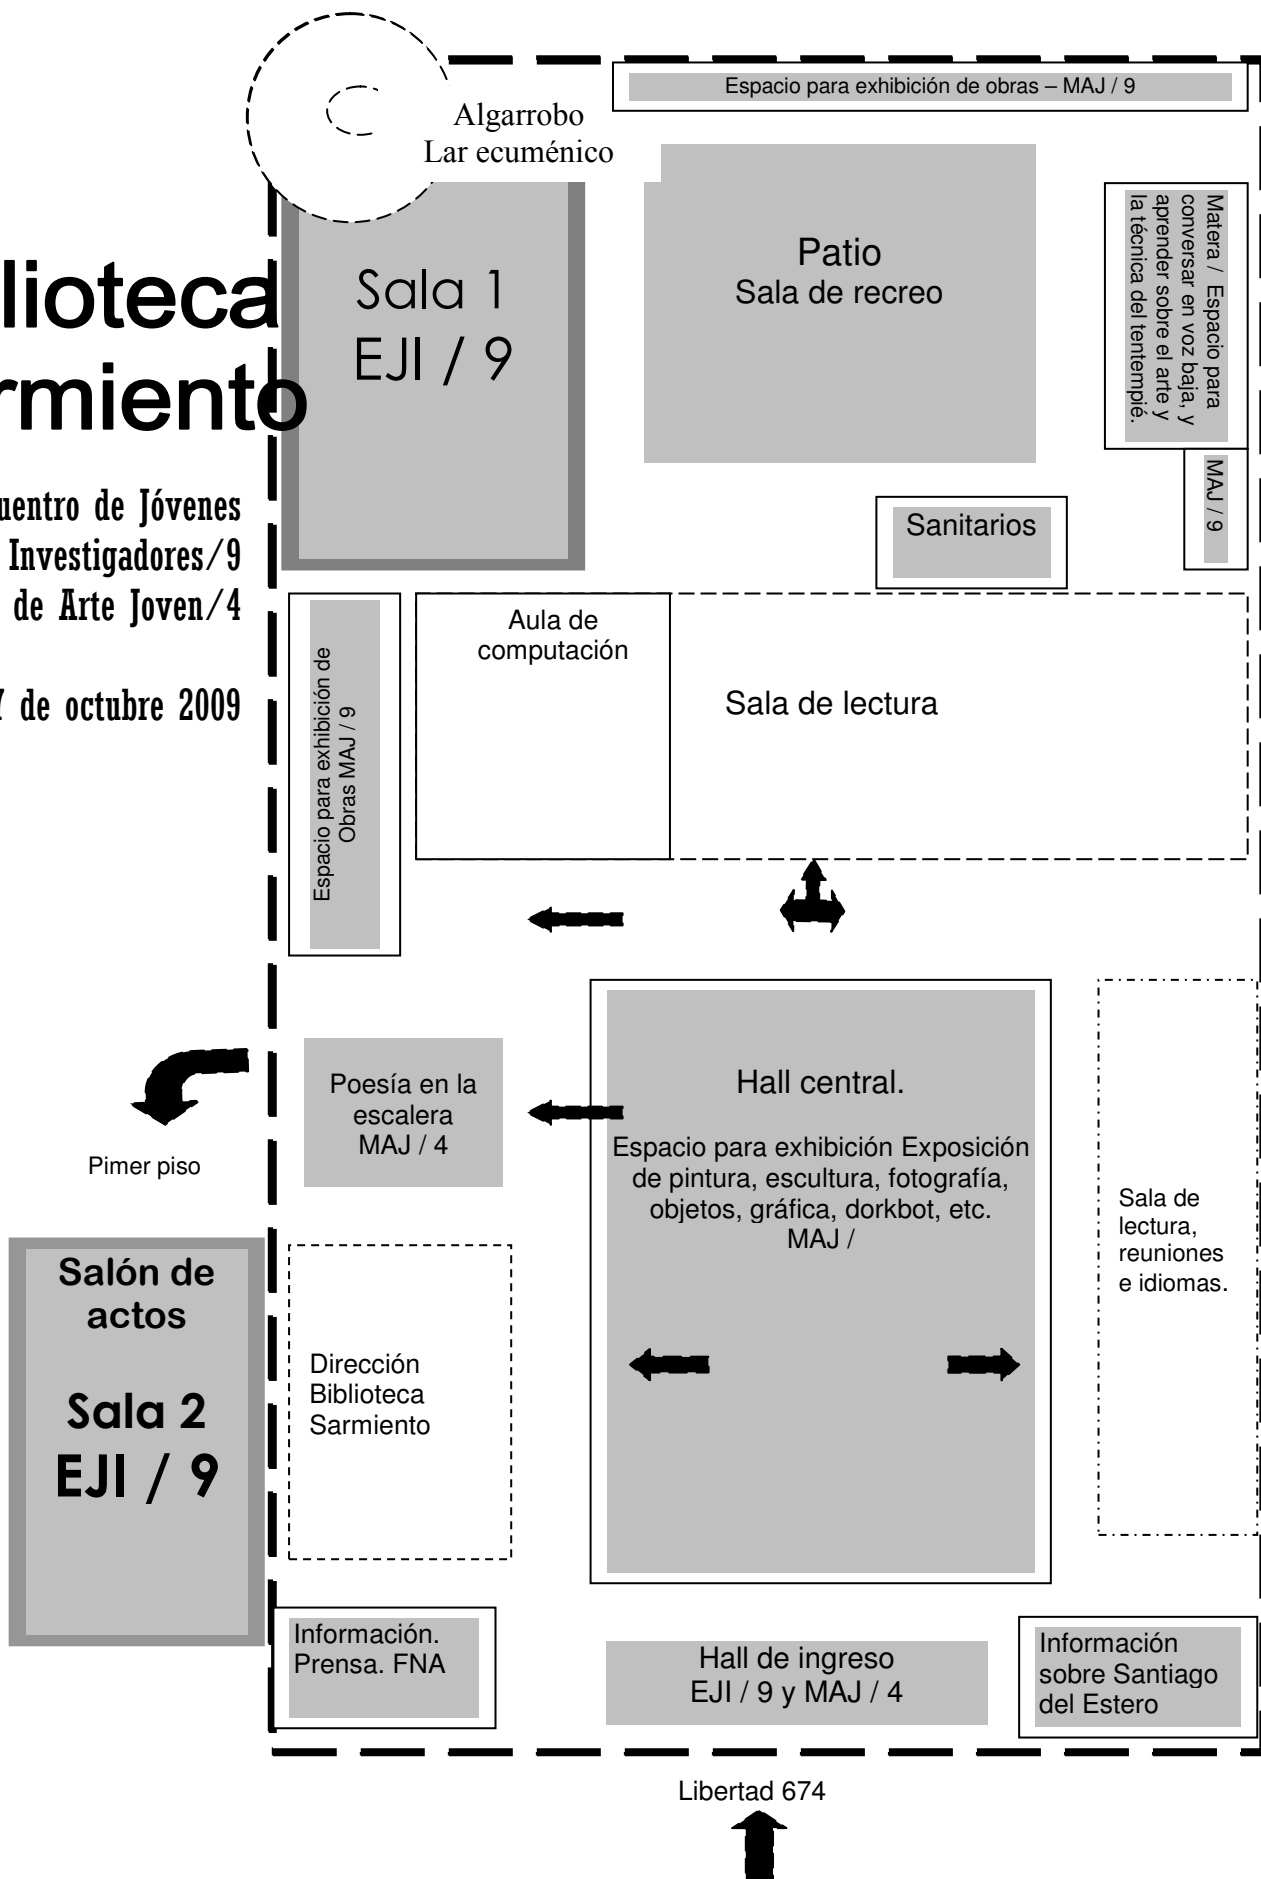 Espacio para exhibición de obras – MAJ / 9
Algarrobo
Lar ecuménico
Sala 1
EJI / 9
Patio
Sala de recreo
Matera / Espacio para
conversar en voz baja, y
aprender sobre el arte y
la técnica del tentempié.
MAJ / 9
lioteca
rmiento
uentro de Jóvenes
Investigadores/9
de Arte Joven/4
7 de octubre 2009
Sanitarios
Espacio para exhibición de
Obras MAJ / 9
Aula de
computación
Sala de lectura
Pimer piso
Poesía en la
escalera
MAJ / 4
Hall central.
Espacio para exhibición Exposición
de pintura, escultura, fotografía,
objetos, gráfica, dorkbot, etc.
MAJ /
Sala de
lectura,
reuniones
e idiomas.
Salón de
actos
Sala 2
EJI / 9
Dirección
Biblioteca
Sarmiento
Información.
Prensa. FNA
Hall de ingreso
EJI / 9 y MAJ / 4
Información
sobre Santiago
del Estero
Libertad 674